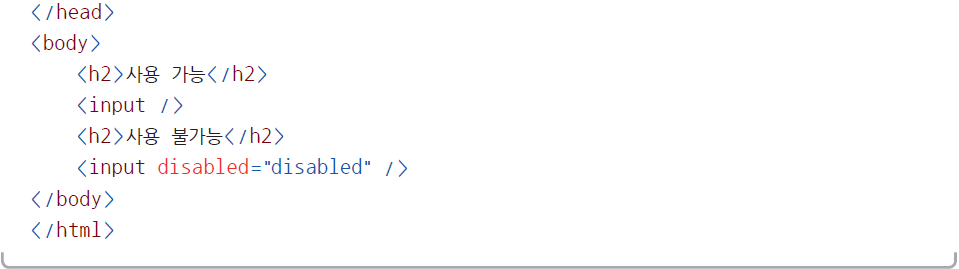 </head>
<body>
<h2>사용 가능</h2>
<input />
<h2>사용 불가능</h2>
<input disabled="disabled" />
</body>
</html>